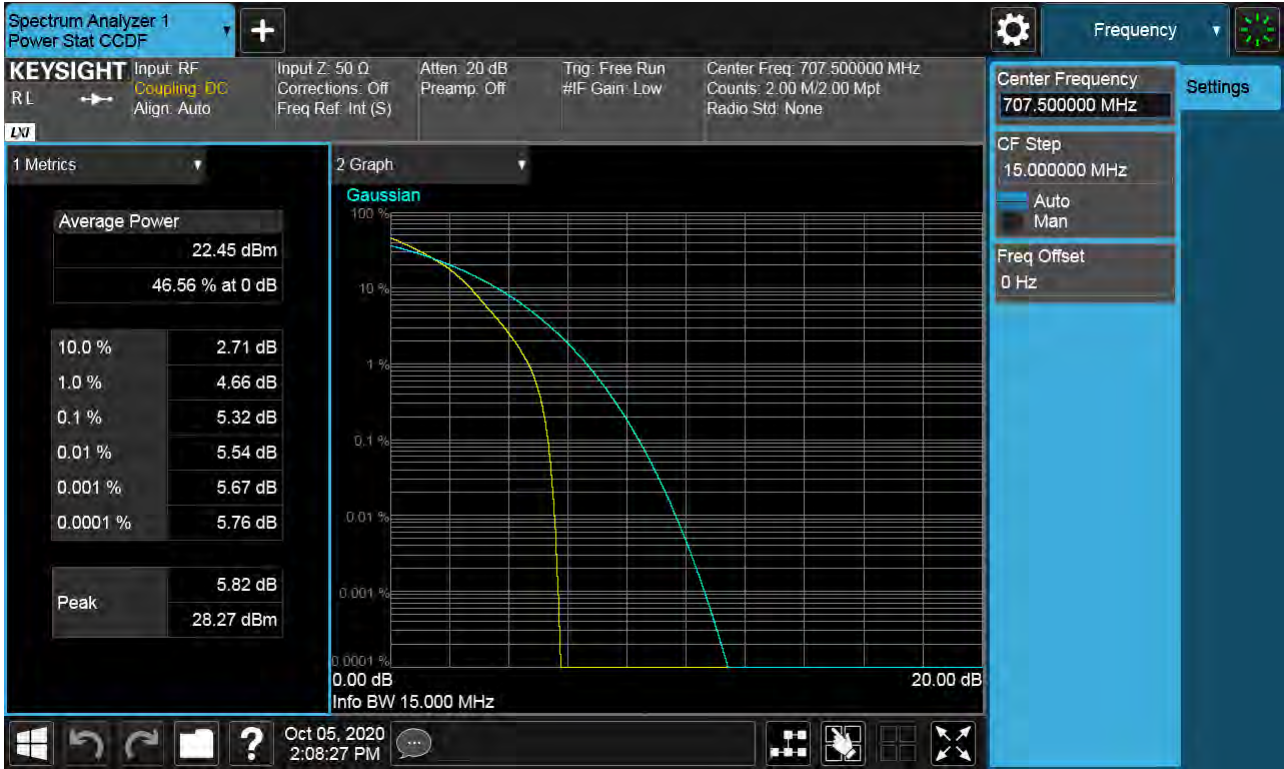 Spectrum Analyzer 1
Power Stat CCDF
+
Frequency
KEYSIGHT
R L
LXI
Input: RF
Coupling: DC
Align: Auto
Input Z: 50 Ω
Corrections: Off
Freq Ref: Int (S)
Atten: 20 dB
Preamp: Off
Trig: Free Run
#IF Gain: Low
Center Freq: 707.500000 MHz
Counts: 2.00 M/2.00 Mpt
Radio Std: None
Center Frequency
707.500000 MHz
Settings
CF Step
15.000000 MHz
Auto
Man
Freq Offset
0 Hz
1 Metrics
Average Power
22.45 dBm
46.56 % at 0 dB
10.0 % 2.71 dB
1.0 % 4.66 dB
0.1 % 5.32 dB
0.01 % 5.54 dB
0.001 % 5.67 dB
0.0001 % 5.76 dB
Peak
5.82 dB
28.27 dBm
2 Graph
Gaussian
100 %
10 %
1 %
0.1 %
0.01 %
0.001 %
0.0001 %
0.00 dB
20.00 dB
Info BW 15.000 MHz
?
Oct 05, 2020
2:08:27 PM